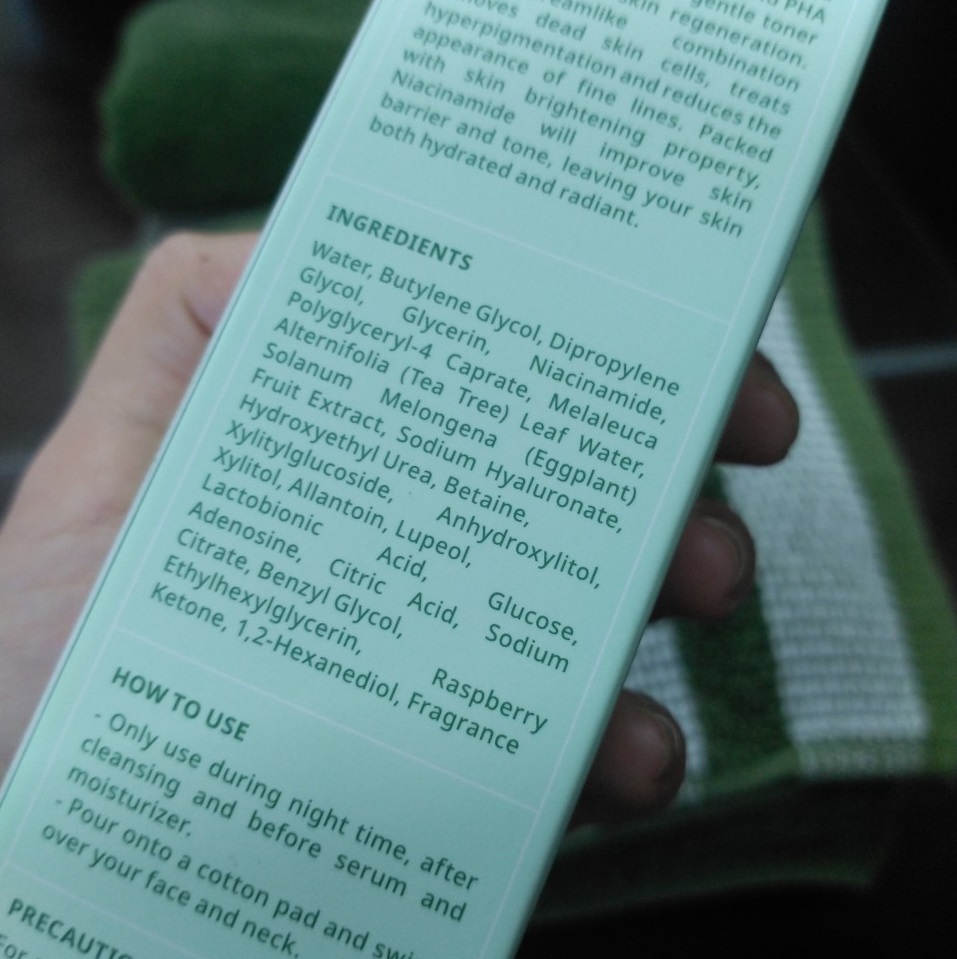 PHA
gentle toner
skin regeneration.
combination
dead skin cells, treats
hyperpigmentation and reduces the
appearance of fine lines. Packed
with skin brightening property,
Niacinamide will improve skin
barrier and tone, leaving your skin
both hydrated and radiant.
INGREDIENTS
Water, Butylene Glycol, Dipropylene
Glycol, Glycerin, Niacinamide,
Polyglyceryl-4 Caprate, Melaleuca
Alternifolia (Tea Tree) Leaf Water,
Solanum Melongena (Eggplant)
Fruit Extract, Sodium Hyaluronate,
Hydroxyethyl Urea, Betaine,
Xylitylglucoside, Anhydroxylitol,
Xylitol, Allantoin, Lupeol, Glucose,
Lactobionic Acid,
Adenosine, Citric Acid, Sodium
Citrate, Benzyl Glycol,
Ethylhexylglycerin, Raspberry
Ketone, 1,2-Hexanediol, Fragrance
HOW TO USE
- Only use during night time, after
cleansing and before serum and
moisturizer.
- Pour onto a cotton pad and
over your face and neck.
For